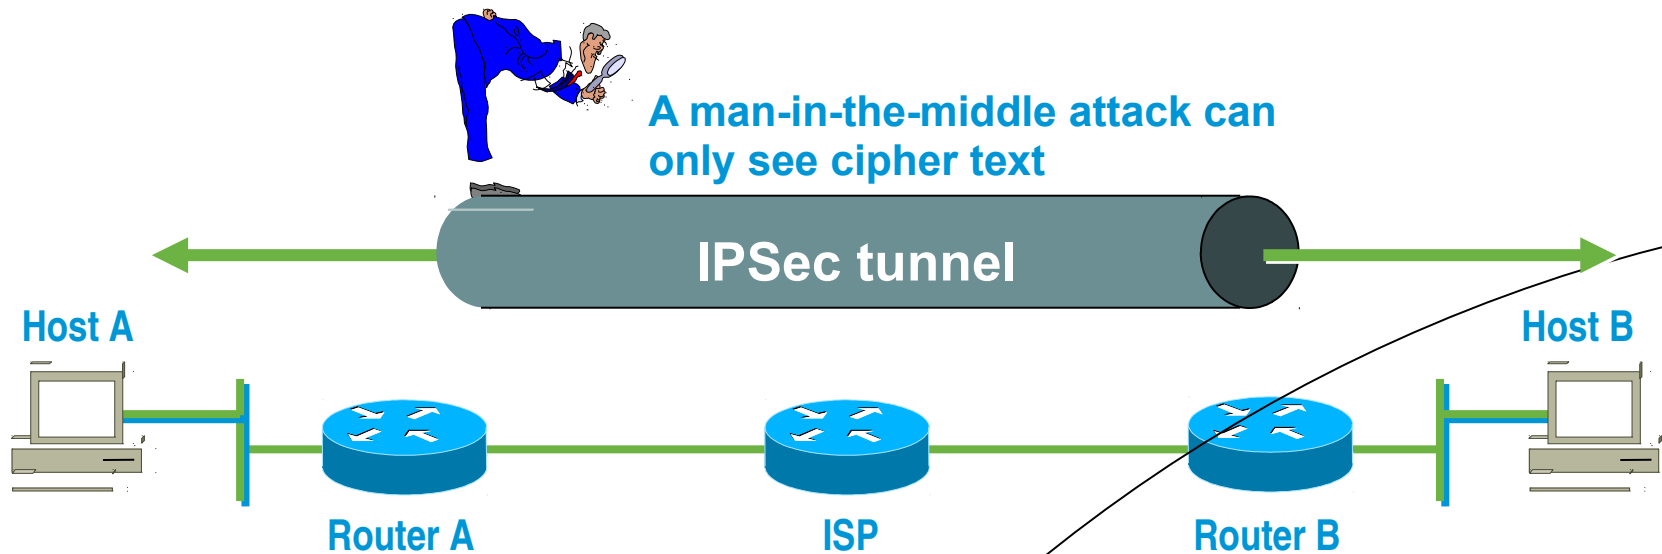 A man-in-the-middle attack can
only see cipher text
IPSec tunnel
Host A
Host B
Router A
ISP
Router B